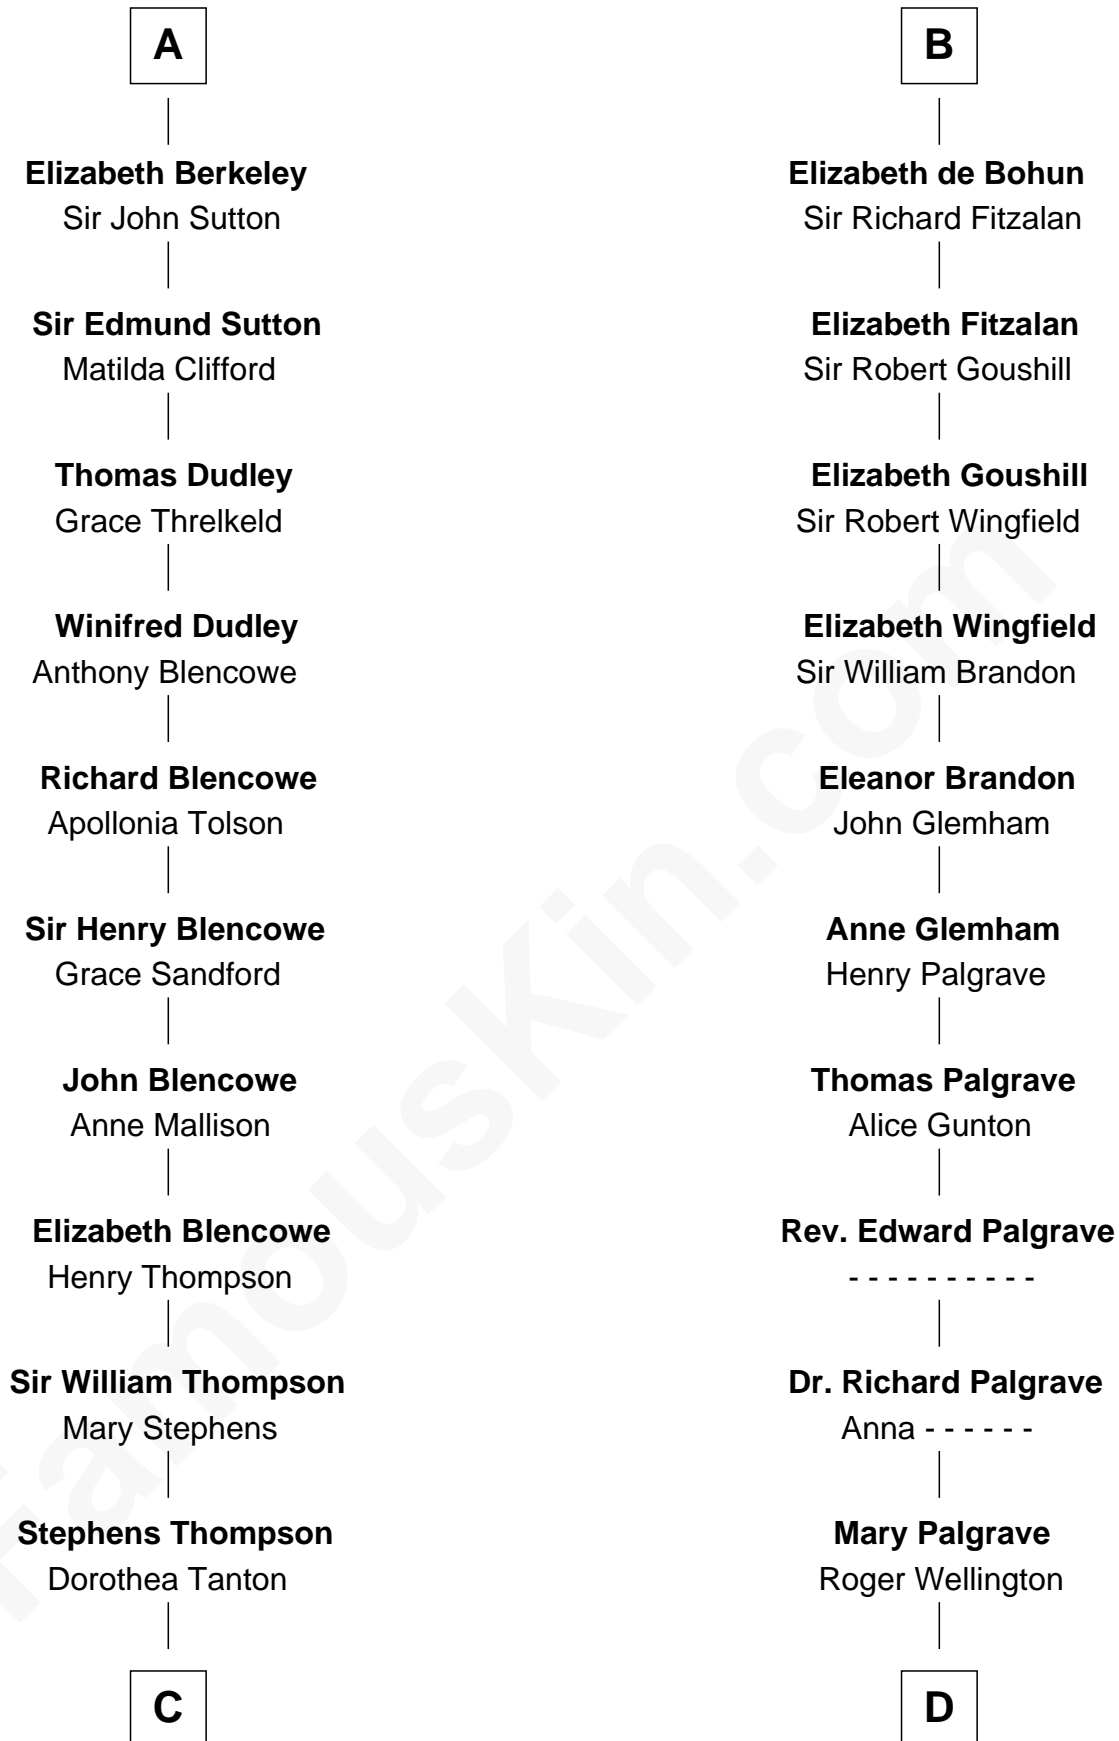 A
Elizabeth Berkeley
Sir John Sutton
Sir Edmund Sutton
Matilda Clifford
Thomas Dudley
Grace Threlkeld
Winifred Dudley
Anthony Blencowe
Richard Blencowe
Apollonia Tolson
Sir Henry Blencowe
Grace Sandford
John Blencowe
Anne Mallison
Elizabeth Blencowe
Henry Thompson
Sir William Thompson
Mary Stephens
Stephens Thompson
Dorothea Tanton
C
B
Elizabeth de Bohun
Sir Richard Fitzalan
Elizabeth Fitzalan
Sir Robert Goushill
Elizabeth Goushill
Sir Robert Wingfield
Elizabeth Wingfield
Sir William Brandon
Eleanor Brandon
John Glemham
Anne Glemham
Henry Palgrave
Thomas Palgrave
Alice Gunton
Rev. Edward Palgrave
- - - - - - - - - -
Dr. Richard Palgrave
Anna - - - - - -
Mary Palgrave
Roger Wellington
D
FamousKin.com